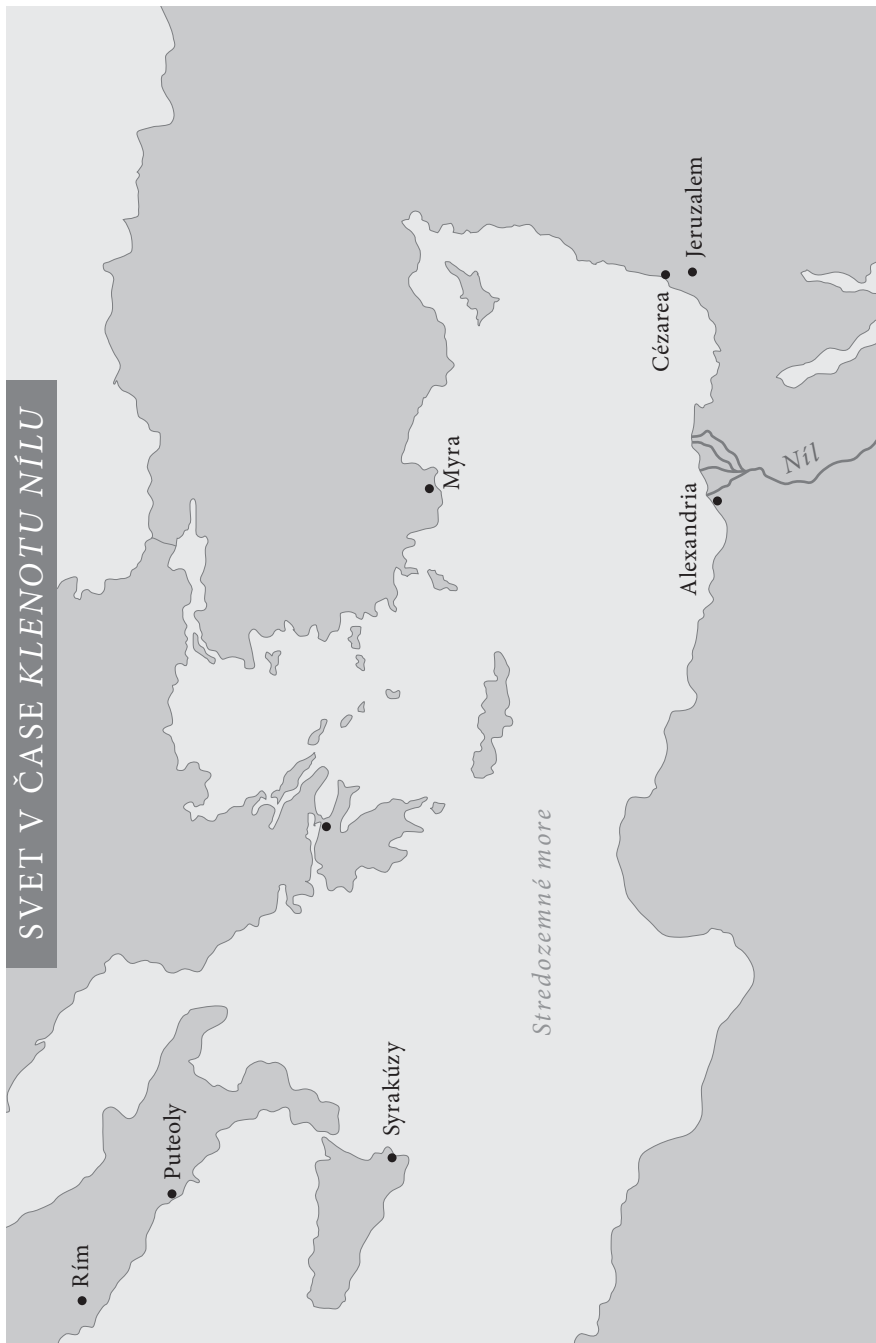 SVET V ČASE KLENOTU NÍLU
Rím
Puteoly
Syrakúzy
Stredozemné more
Myra
Alexandria
Níl
Cézarea
Jeruzalem